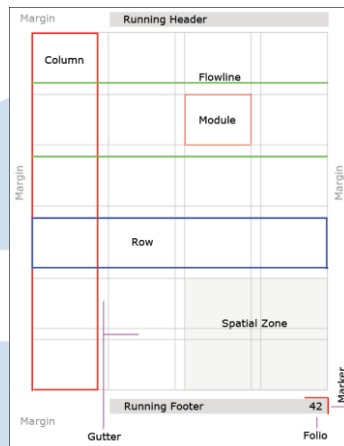 Margin
Running Header
Column
Flowline
Module
Margin
Margin
Row
Spatial Zone
Marker
Running Footer
42
Margin
Gutter
Folio